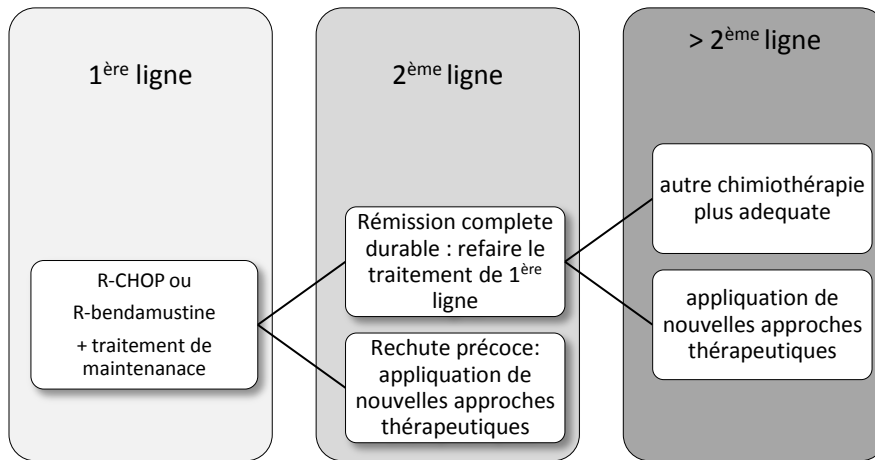 1ère ligne
R-CHOP ou
R-bendamustine
+ traitement de
maintenanace
2ème ligne
Rémission complete
durable : refaire le
traitement de 1ère
ligne
Rechute précoce:
appliquation de
nouvelles approches
thérapeutiques
> 2ème ligne
autre chimiothérapie
plus adequate
appliquation de
nouvelles approches
thérapeutiques